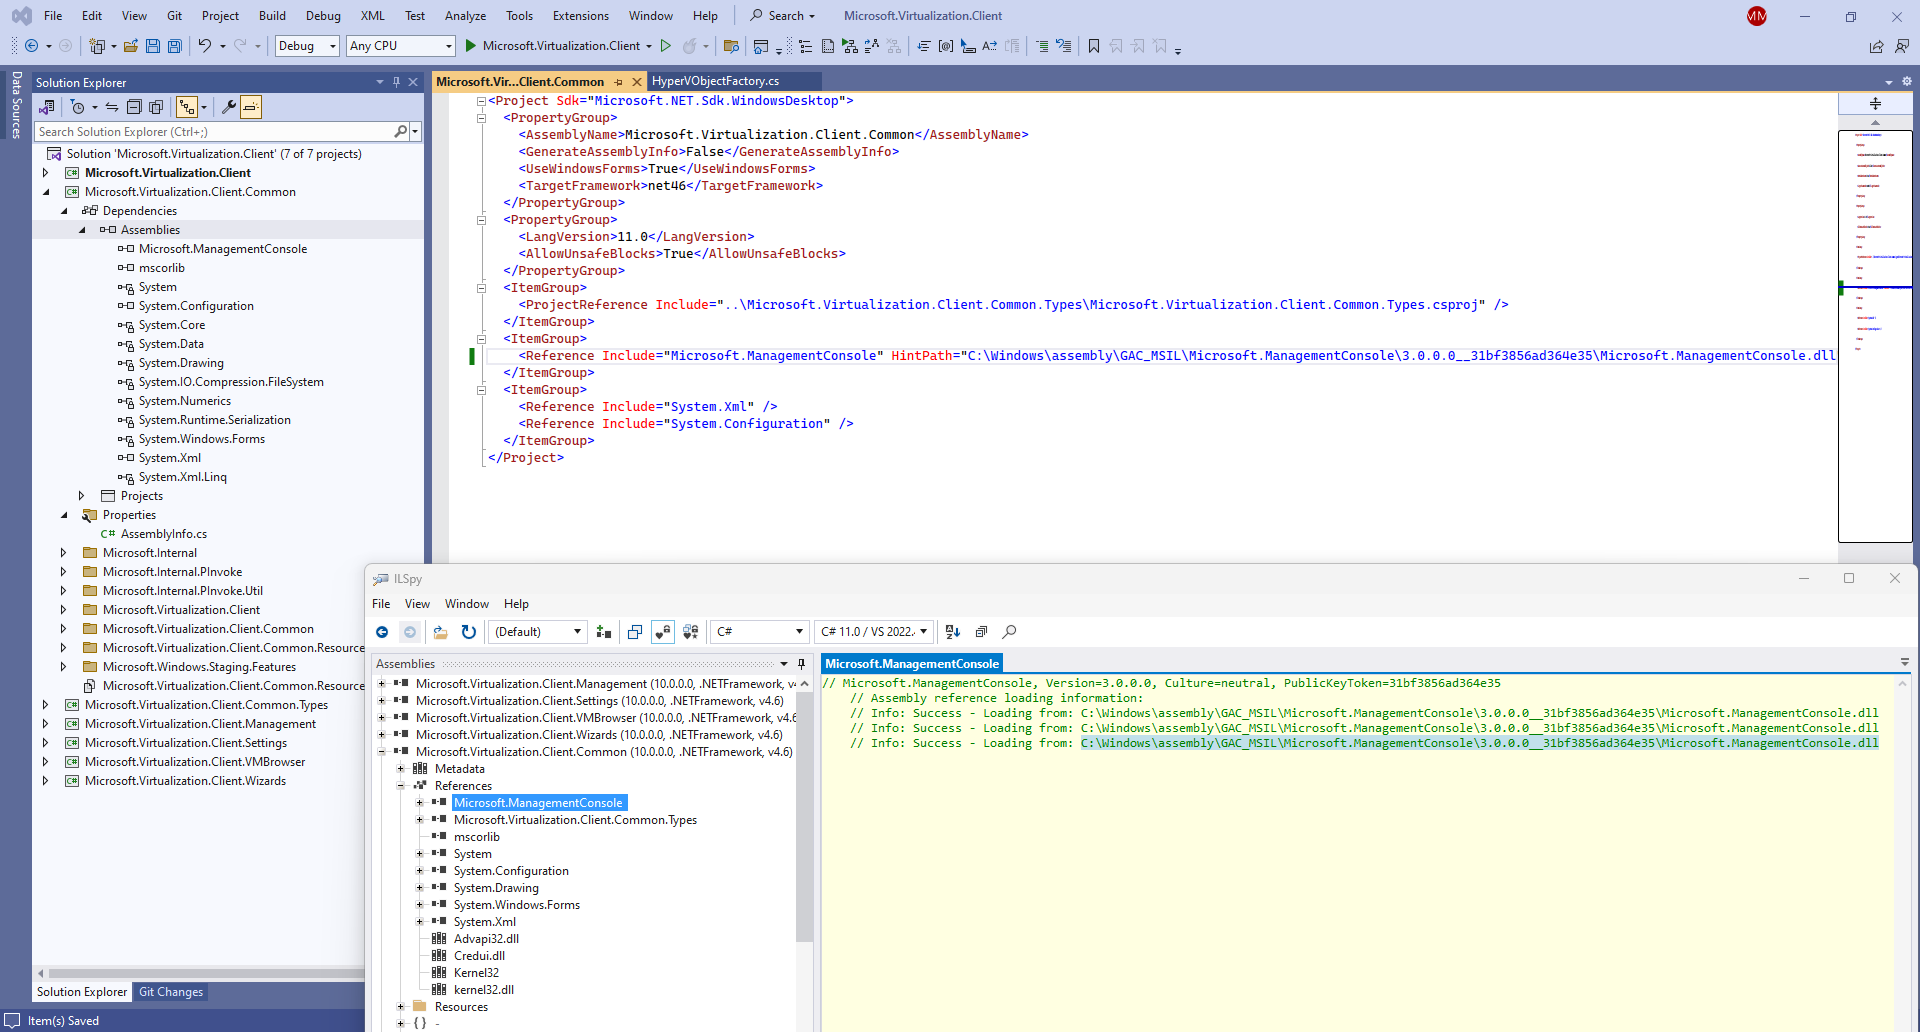 File Edit View Git Project Build Debug XML Test Analyze Tools Extensions Window Help Search Microsoft.Virtualization.Client MM
Debug Any CPU Microsoft.Virtualization.Client
Data Sources
Solution Explorer
Search Solution Explorer (Ctrl+;)
Solution 'Microsoft.Virtualization.Client' (7 of 7 projects)
Microsoft.Virtualization.Client
Microsoft.Virtualization.Client.Common
Dependencies
Assemblies
Microsoft.ManagementConsole
mscorlib
System
System.Configuration
System.Core
System.Data
System.Drawing
System.IO.Compression.FileSystem
System.Numerics
System.Runtime.Serialization
System.Windows.Forms
System.Xml
System.Xml.Linq
Projects
Properties
C# AssemblyInfo.cs
Microsoft.Internal
Microsoft.Internal.PInvoke
Microsoft.Internal.PInvoke.Util
Microsoft.Virtualization.Client
Microsoft.Virtualization.Client.Common
Microsoft.Virtualization.Client.Common.Resource
Microsoft.Windows.Staging.Features
Microsoft.Virtualization.Client.Common.Resource
Microsoft.Virtualization.Client.Common.Types
Microsoft.Virtualization.Client.Management
Microsoft.Virtualization.Client.Settings
Microsoft.Virtualization.Client.VMBrowser
Microsoft.Virtualization.Client.Wizards
Solution Explorer Git Changes
Item(s) Saved
Microsoft.Vir...Client.Common HyperVObjectFactory.cs
<Project Sdk="Microsoft.NET.Sdk.WindowsDesktop">
<PropertyGroup>
<AssemblyName>Microsoft.Virtualization.Client.Common</AssemblyName>
<GenerateAssemblyInfo>False</GenerateAssemblyInfo>
<UseWindowsForms>True</UseWindowsForms>
<TargetFramework>net46</TargetFramework>
</PropertyGroup>
<PropertyGroup>
<LangVersion>11.0</LangVersion>
<AllowUnsafeBlocks>True</AllowUnsafeBlocks>
</PropertyGroup>
<ItemGroup>
<ProjectReference Include="..\Microsoft.Virtualization.Client.Common.Types\Microsoft.Virtualization.Client.Common.Types.csproj" />
</ItemGroup>
<ItemGroup>
<Reference Include="Microsoft.ManagementConsole" HintPath="C:\Windows\assembly\GAC_MSIL\Microsoft.ManagementConsole\3.0.0.0__31bf3856ad364e35\Microsoft.ManagementConsole.dll
</ItemGroup>
<ItemGroup>
<Reference Include="System.Xml" />
<Reference Include="System.Configuration" />
</ItemGroup>
</Project>
ILSpy
File View Window Help
(Default) C# C# 11.0 / VS 2022.
Assemblies
Microsoft.Virtualization.Client.Management (10.0.0.0, .NETFramework, v4
Microsoft.Virtualization.Client.Settings (10.0.0.0, .NETFramework, v4.6)
Microsoft.Virtualization.Client.VMBrowser (10.0.0.0, .NETFramework, v4.6
Microsoft.Virtualization.Client.Wizards (10.0.0.0, .NETFramework, v4.6)
Microsoft.Virtualization.Client.Common (10.0.0.0, .NETFramework, v4.6)
Metadata
References
Microsoft.ManagementConsole
Microsoft.Virtualization.Client.Common.Types
mscorlib
System
System.Configuration
System.Drawing
System.Windows.Forms
System.Xml
Advapi32.dll
Credui.dll
Kernel32
kernel32.dll
Resources
{ } -
Microsoft.ManagementConsole
// Microsoft.ManagementConsole, Version=3.0.0.0, Culture=neutral, PublicKeyToken=31bf3856ad364e35
// Assembly reference loading information:
// Info: Success - Loading from: C:\Windows\assembly\GAC_MSIL\Microsoft.ManagementConsole\3.0.0.0__31bf3856ad364e35\Microsoft.ManagementConsole.dll
// Info: Success - Loading from: C:\Windows\assembly\GAC_MSIL\Microsoft.ManagementConsole\3.0.0.0__31bf3856ad364e35\Microsoft.ManagementConsole.dll
// Info: Success - Loading from: C:\Windows\assembly\GAC_MSIL\Microsoft.ManagementConsole\3.0.0.0__31bf3856ad364e35\Microsoft.ManagementConsole.dll